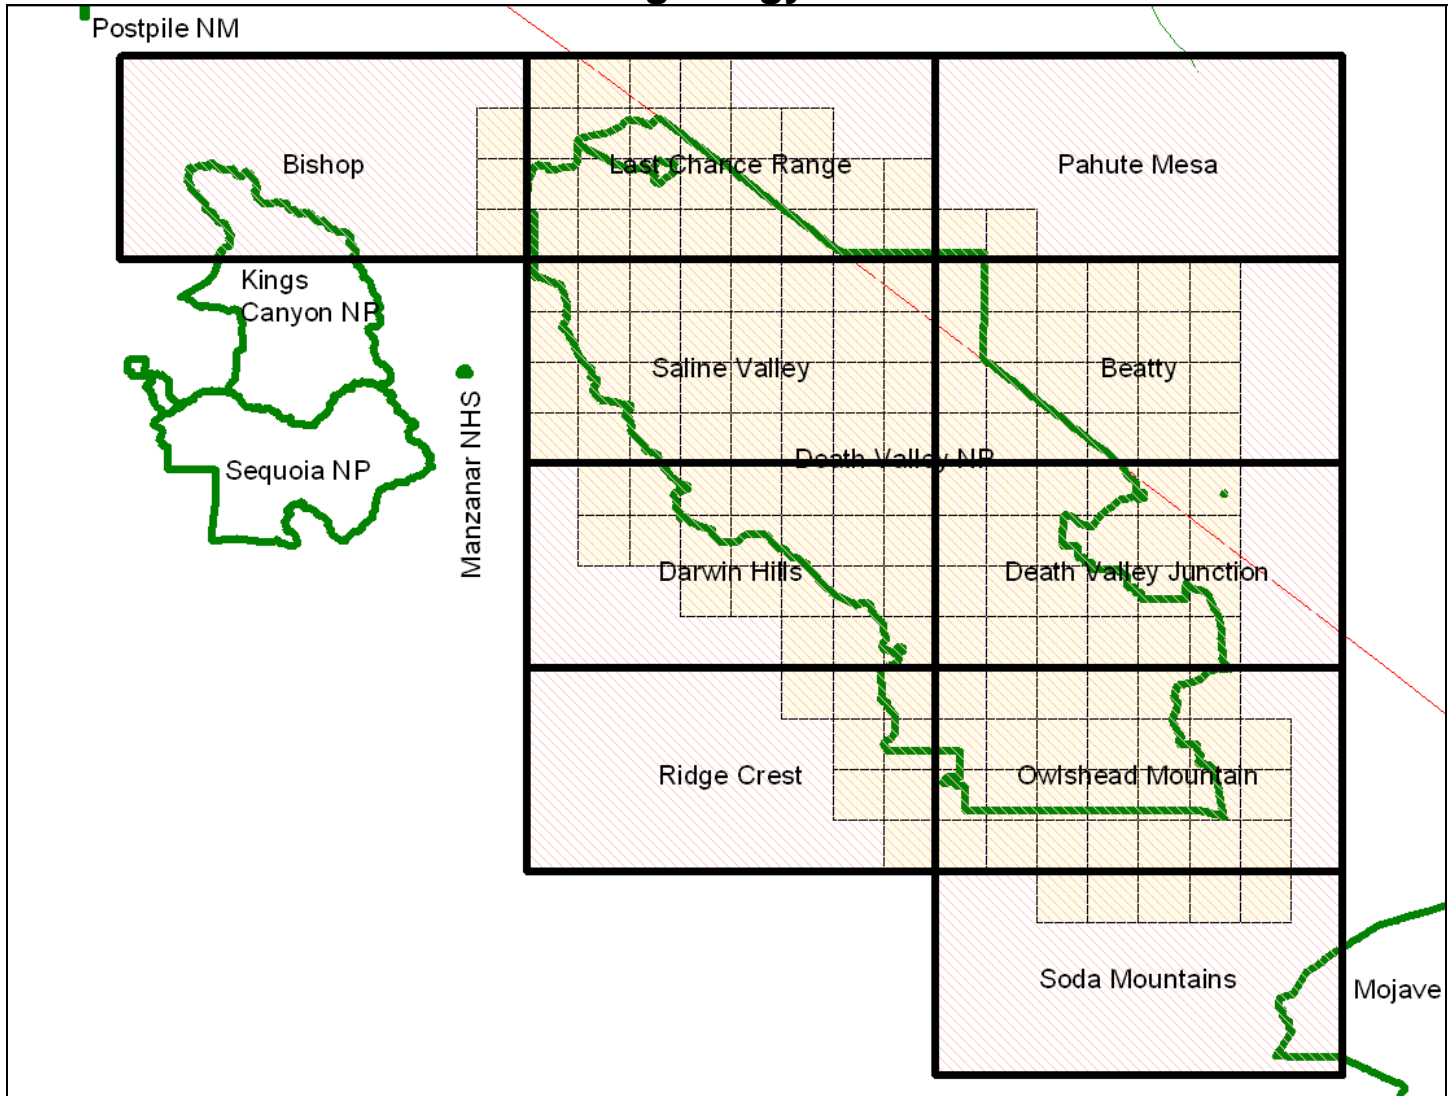 Postpile NM
Bishop
Last Chance Range
Pahute Mesa
Kings
Canyon NP
Saline Valley
Beatty
Manzanar NHS
Death Valley NP
Sequoia NP
Darwin Hills
Death Valley Junction
Ridge Crest
Owlshead Mountain
Soda Mountains
Mojave